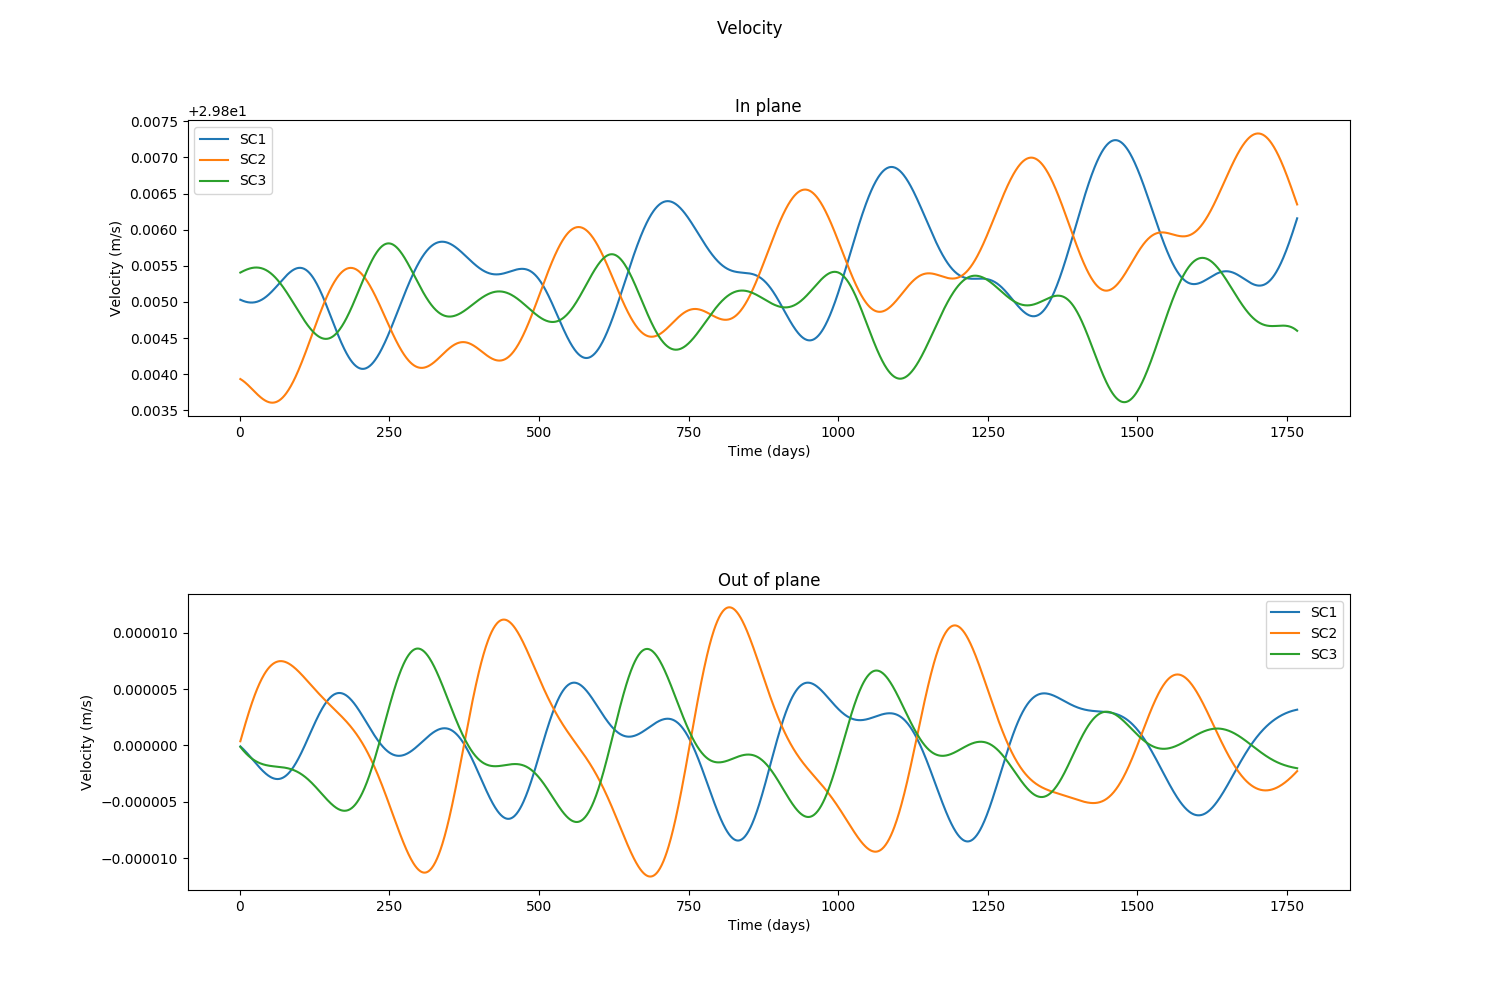 Velocity
In plane
+2.98e1
0.0075
0.0070
0.0065
0.0060
0.0055
0.0050
0.0045
0.0040
0.0035
Velocity (m/s)
SC1
SC2
SC3
0 250 500 750 1000 1250 1500 1750
Time (days)
Out of plane
0.000010
0.000005
0.000000
−0.000005
−0.000010
Velocity (m/s)
SC1
SC2
SC3
0 250 500 750 1000 1250 1500 1750
Time (days)